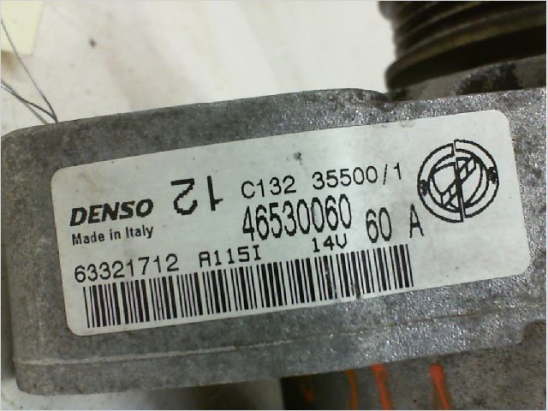 12 C132 35500/1
DENSO
Made in Italy
46530060
14V 60 A
63321712 A115I